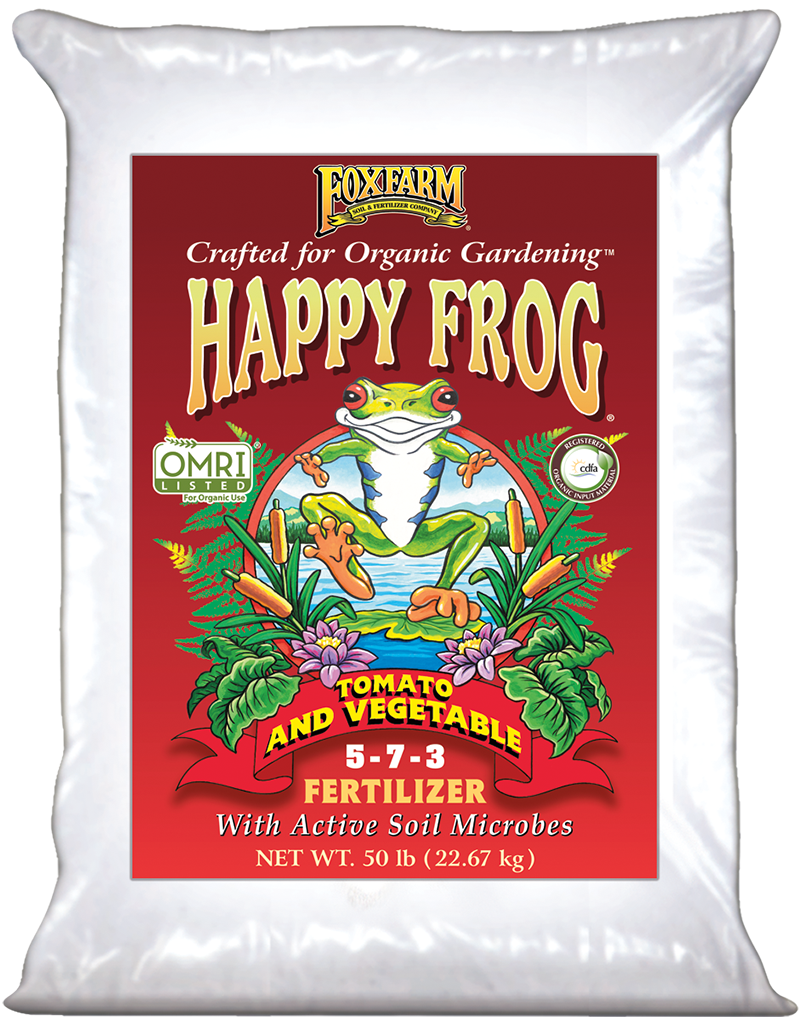 FOXFARM
SOIL & FERTILIZER COMPANY
®
Crafted for Organic Gardening™
HAPPY FROG
®
OMRI ®
LISTED
For Organic Use
REGISTERED
cdfa
ORGANIC INPUT MATERIAL
TOMATO
AND VEGETABLE
5-7-3
FERTILIZER
With Active Soil Microbes
NET WT. 50 lb (22.67 kg)